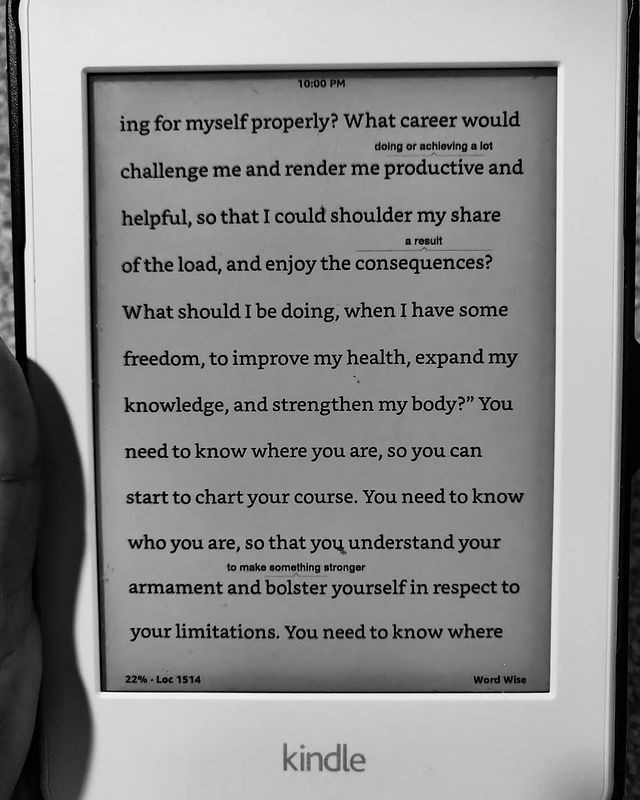 10:00 PM
ing for myself properly? What career would
doing or achieving a lot
challenge me and render me productive and
helpful, so that I could shoulder my share
a result
of the load, and enjoy the consequences?
What should I be doing, when I have some
freedom, to improve my health, expand my
knowledge, and strengthen my body?” You
need to know where you are, so you can
start to chart your course. You need to know
who you are, so that you understand your
to make something stronger
armament and bolster yourself in respect to
your limitations. You need to know where
22% · Loc 1514 Word Wise
kindle